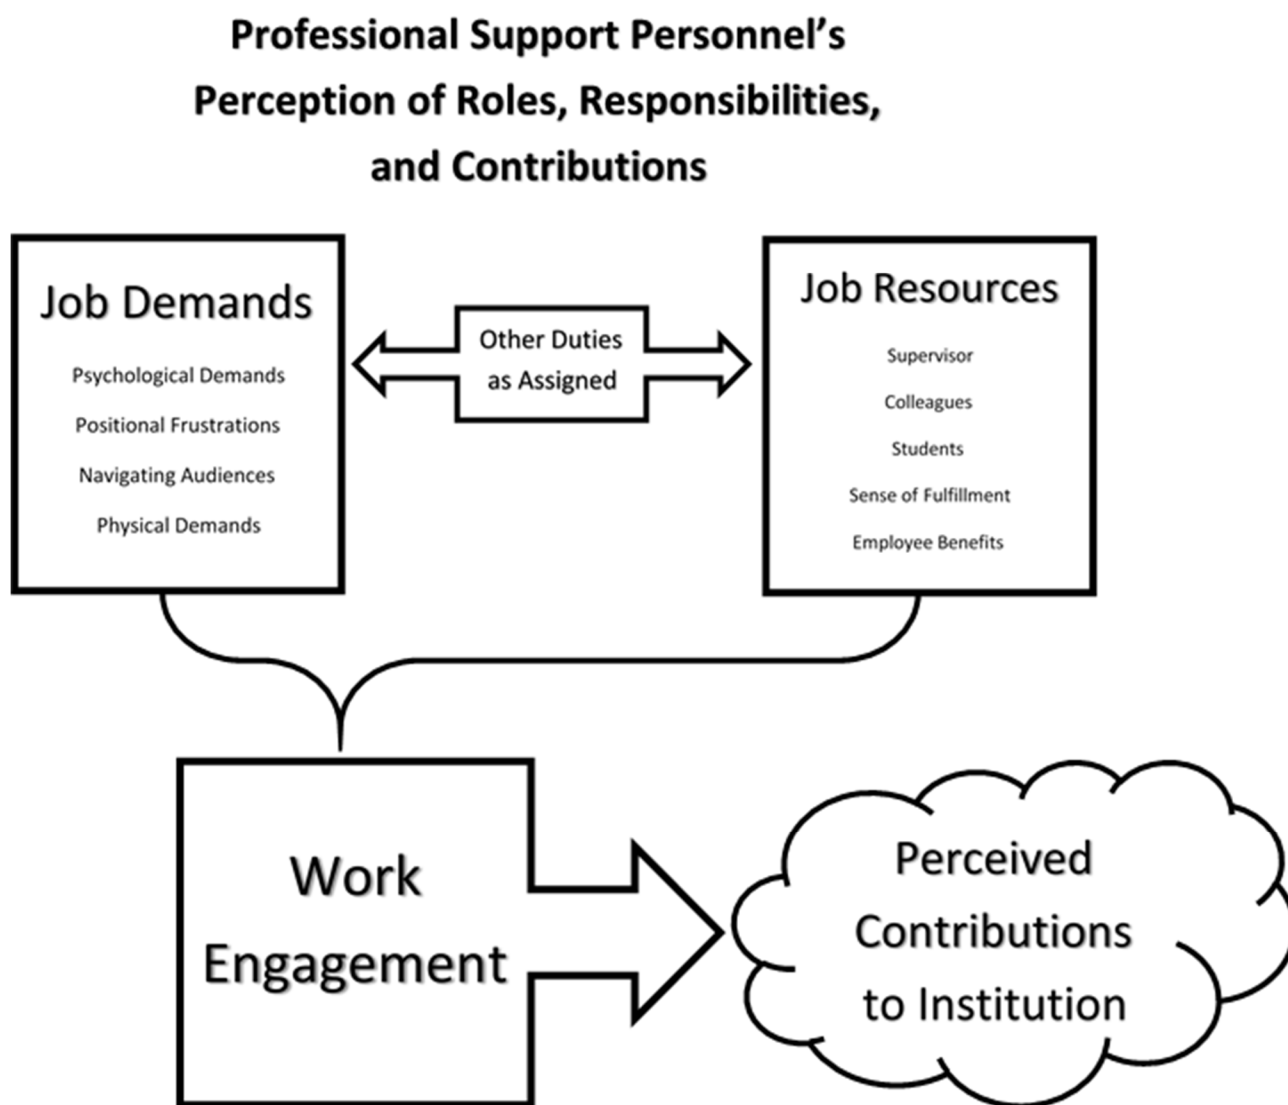 Professional Support Personnel’s
Perception of Roles, Responsibilities,
and Contributions
Job Demands
Psychological Demands
Positional Frustrations
Navigating Audiences
Physical Demands
Other Duties
as Assigned
Job Resources
Supervisor
Colleagues
Students
Sense of Fulfillment
Employee Benefits
Work
Engagement
Perceived
Contributions
to Institution